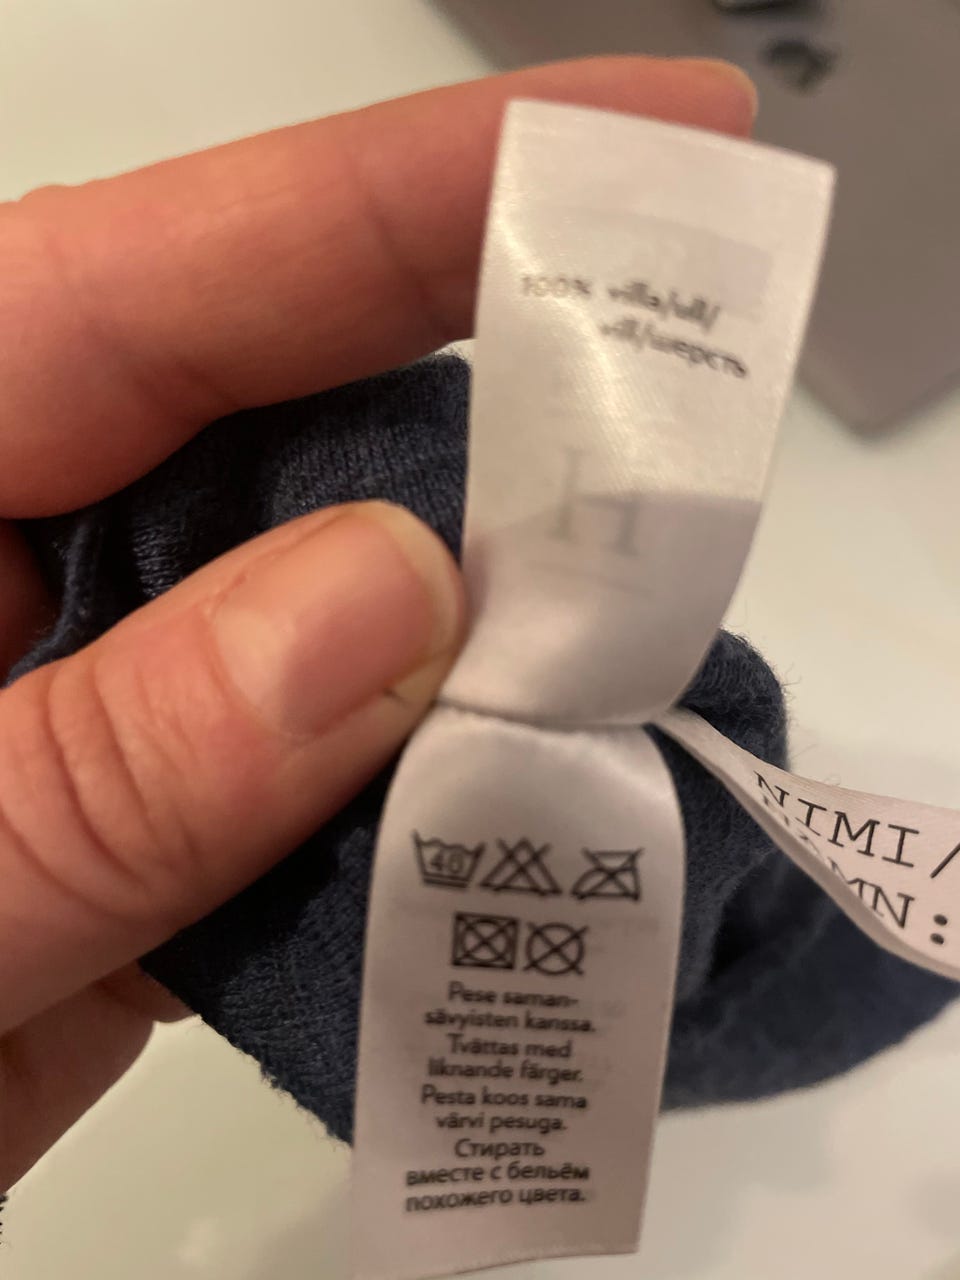 100% villa/ull/
vill/шерсть
NIMI/
NAMN:
40
Pese saman-
sävyisten kanssa.
Tvättas med
liknande färger.
Pesta koos sama
värvi pesuga.
Стирать
вместе с бельём
похожего цвета.